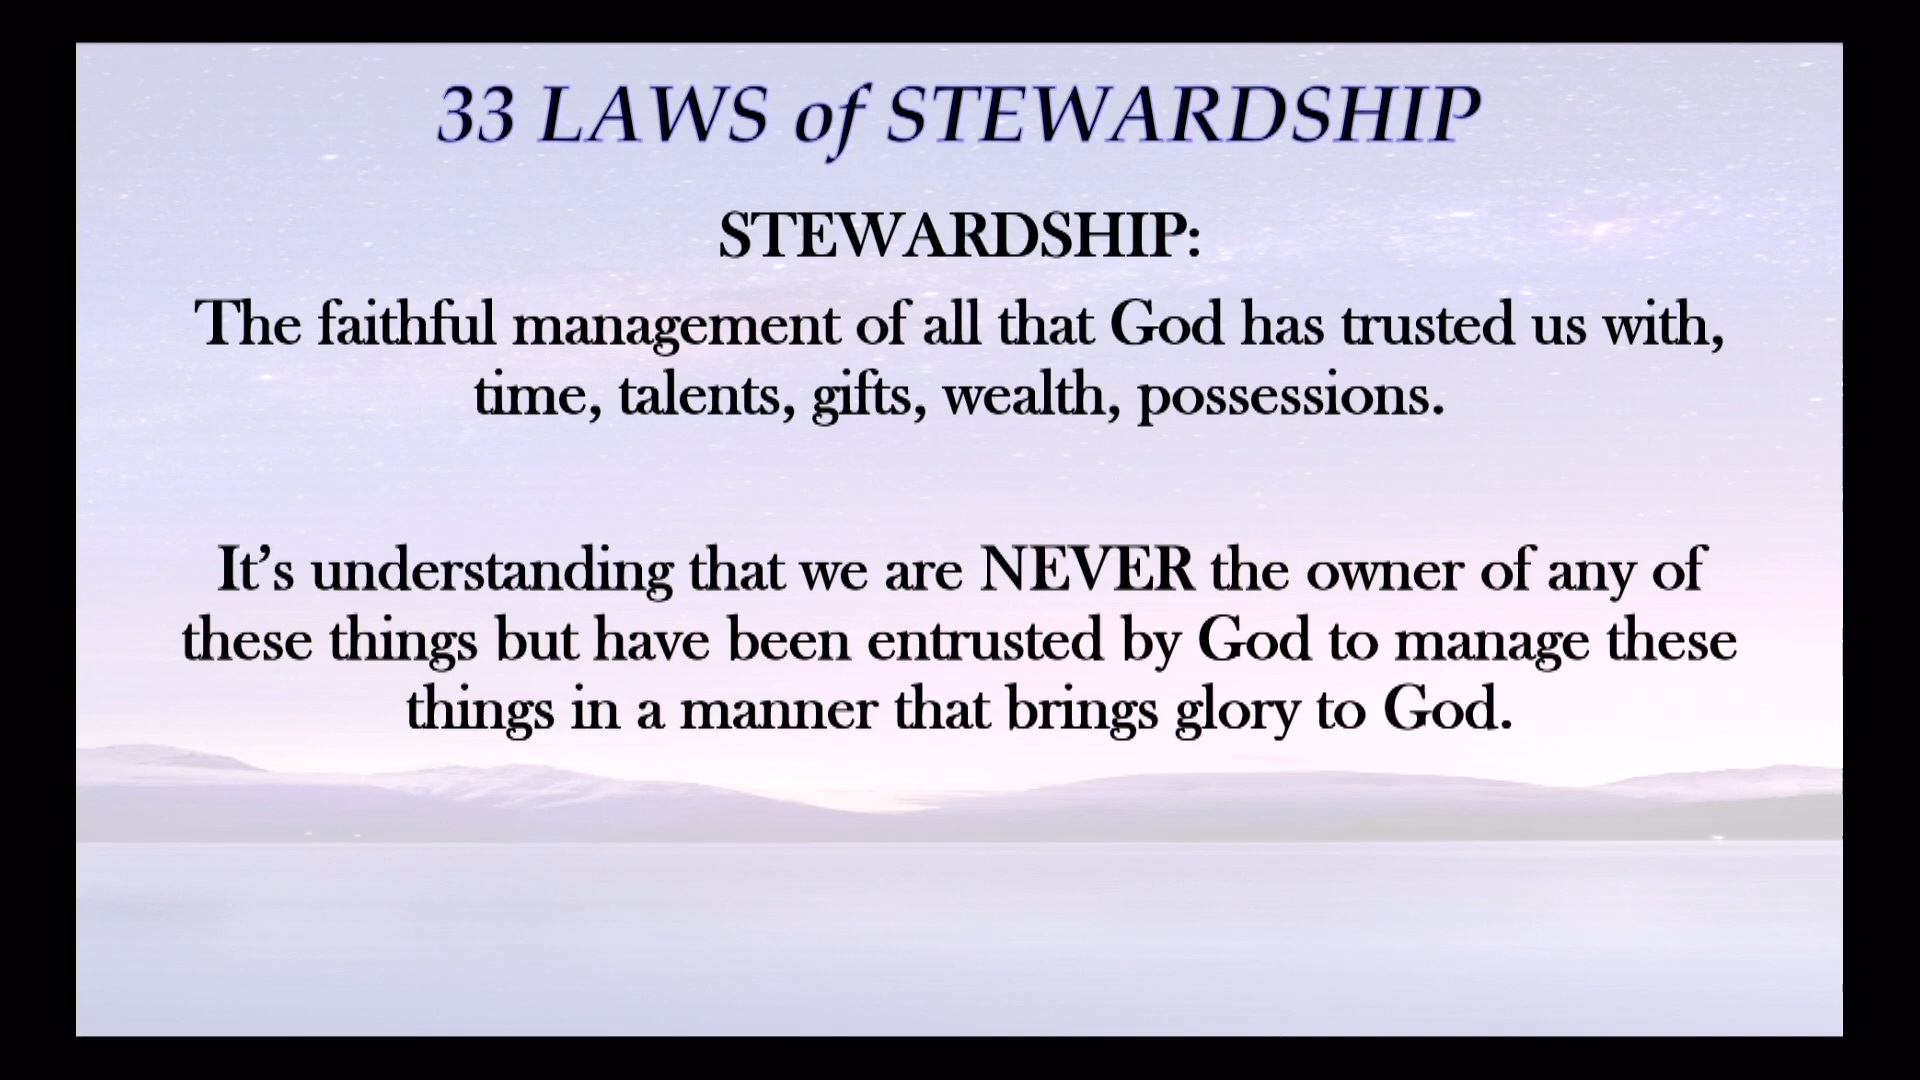 33 LAWS of STEWARDSHIP
STEWARDSHIP:
The faithful management of all that God has trusted us with,
time, talents, gifts, wealth, possessions.
It’s understanding that we are NEVER the owner of any of
these things but have been entrusted by God to manage these
things in a manner that brings glory to God.